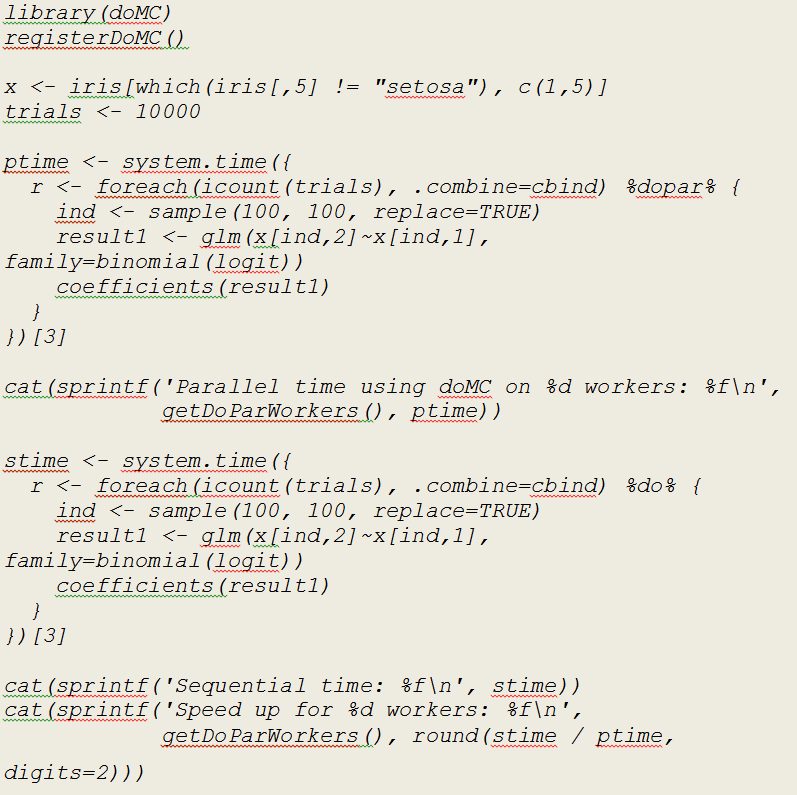 library(doMC)
registerDoMC()
x <- iris[which(iris[,5] != "setosa"), c(1,5)]
trials <- 10000
ptime <- system.time({
  r <- foreach(icount(trials), .combine=cbind) %dopar% {
    ind <- sample(100, 100, replace=TRUE)
    result1 <- glm(x[ind,2]~x[ind,1],
family=binomial(logit))
    coefficients(result1)
  }
})[3]
cat(sprintf('Parallel time using doMC on %d workers: %f\n',
            getDoParWorkers(), ptime))
stime <- system.time({
  r <- foreach(icount(trials), .combine=cbind) %do% {
    ind <- sample(100, 100, replace=TRUE)
    result1 <- glm(x[ind,2]~x[ind,1],
family=binomial(logit))
    coefficients(result1)
  }
})[3]
cat(sprintf('Sequential time: %f\n', stime))
cat(sprintf('Speed up for %d workers: %f\n',
            getDoParWorkers(), round(stime / ptime,
digits=2)))